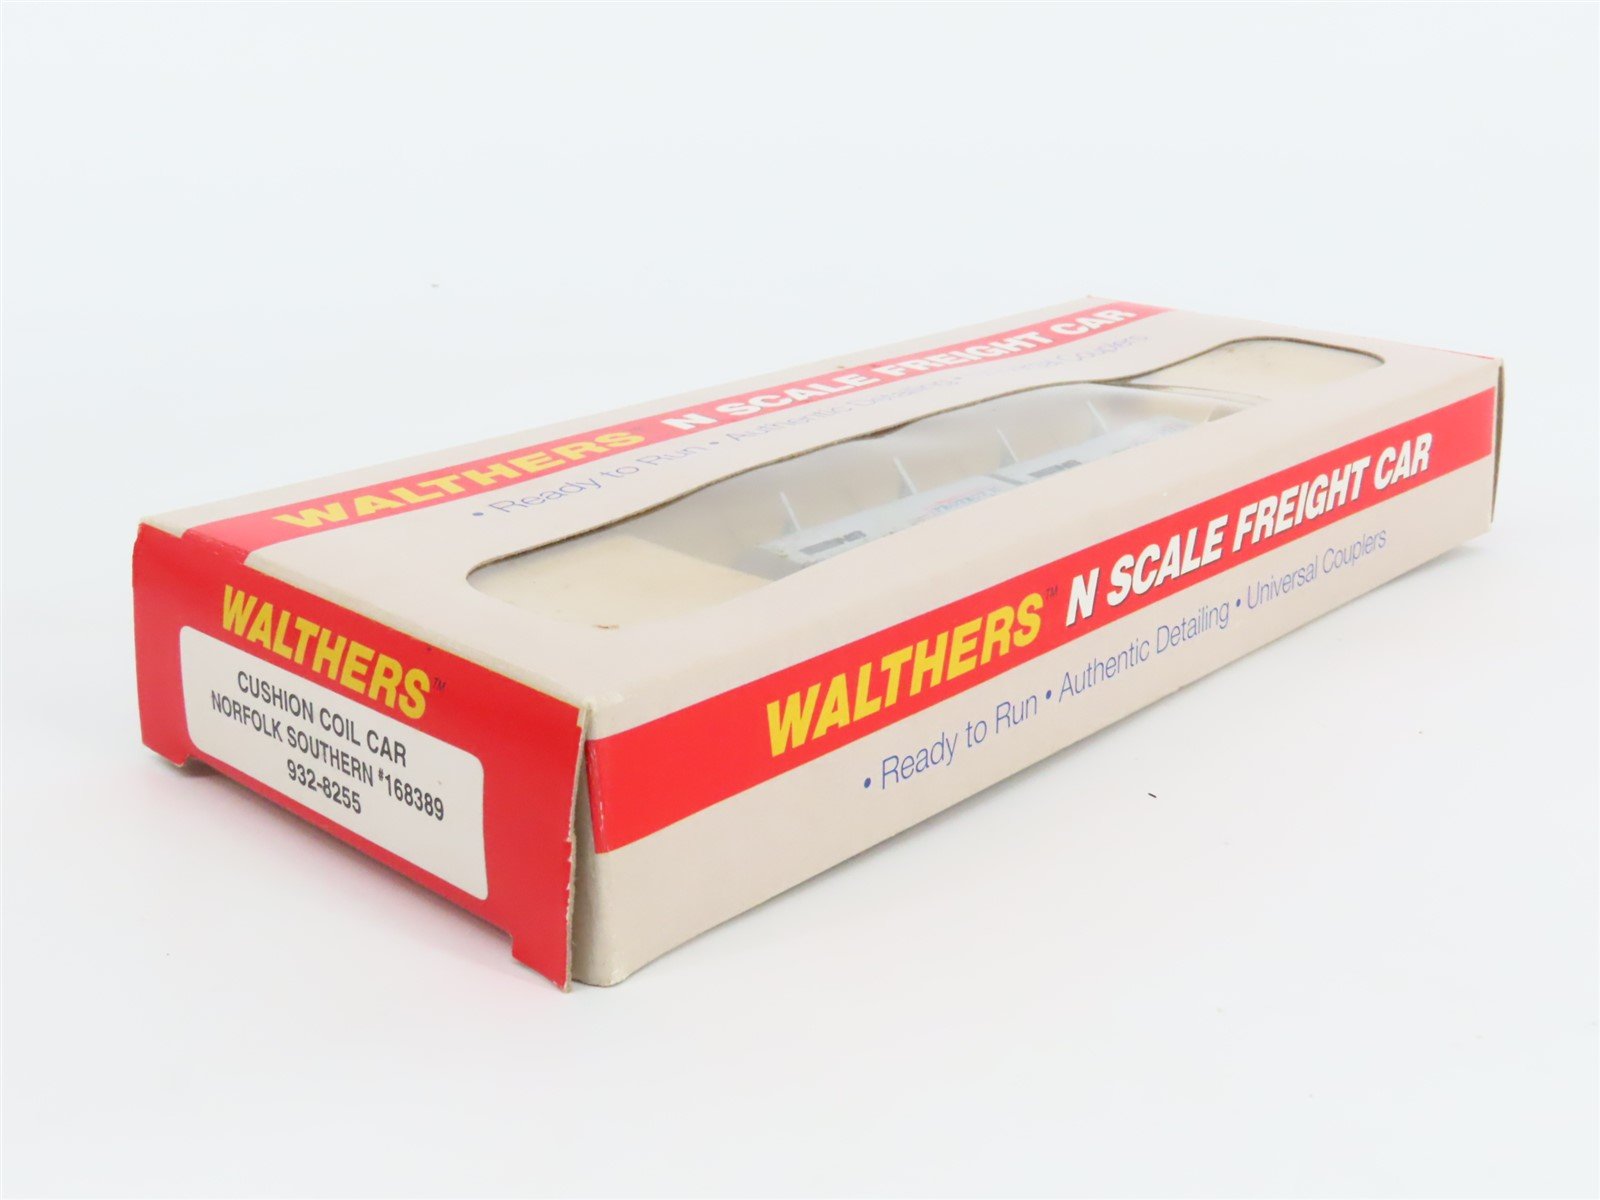 WALTHERS™ N SCALE FREIGHT CAR
• Ready to Run • Authentic Detailing • Universal Couplers
WALTHERS™
CUSHION COIL CAR
NORFOLK SOUTHERN #168389
932-8255
WALTHERS™ N SCALE FREIGHT CAR
• Ready to Run • Authentic Detailing • Universal Couplers